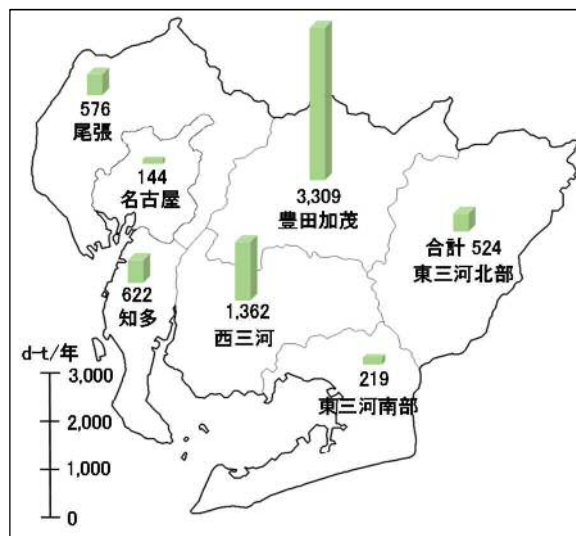 576
尾張
144
名古屋
3,309
豊田加茂
合計 524
東三河北部
622
知多
1,362
西三河
219
東三河南部
d-t/年
3,000
2,000
1,000
0